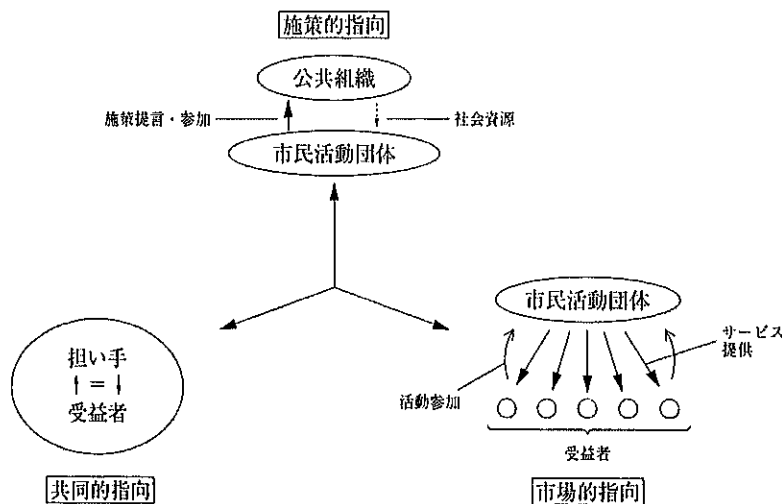 施策的指向
公共組織
施策提言・参加
社会資源
市民活動団体
市民活動団体
サービス
提供
担い手
=
受益者
活動参加
受益者
共同的指向
市場的指向